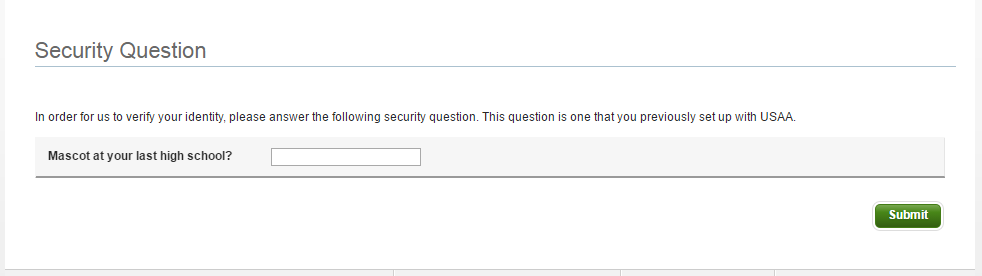 Security Question
In order for us to verify your identity, please answer the following security question. This question is one that you previously set up with USAA.
Mascot at your last high school?
Submit